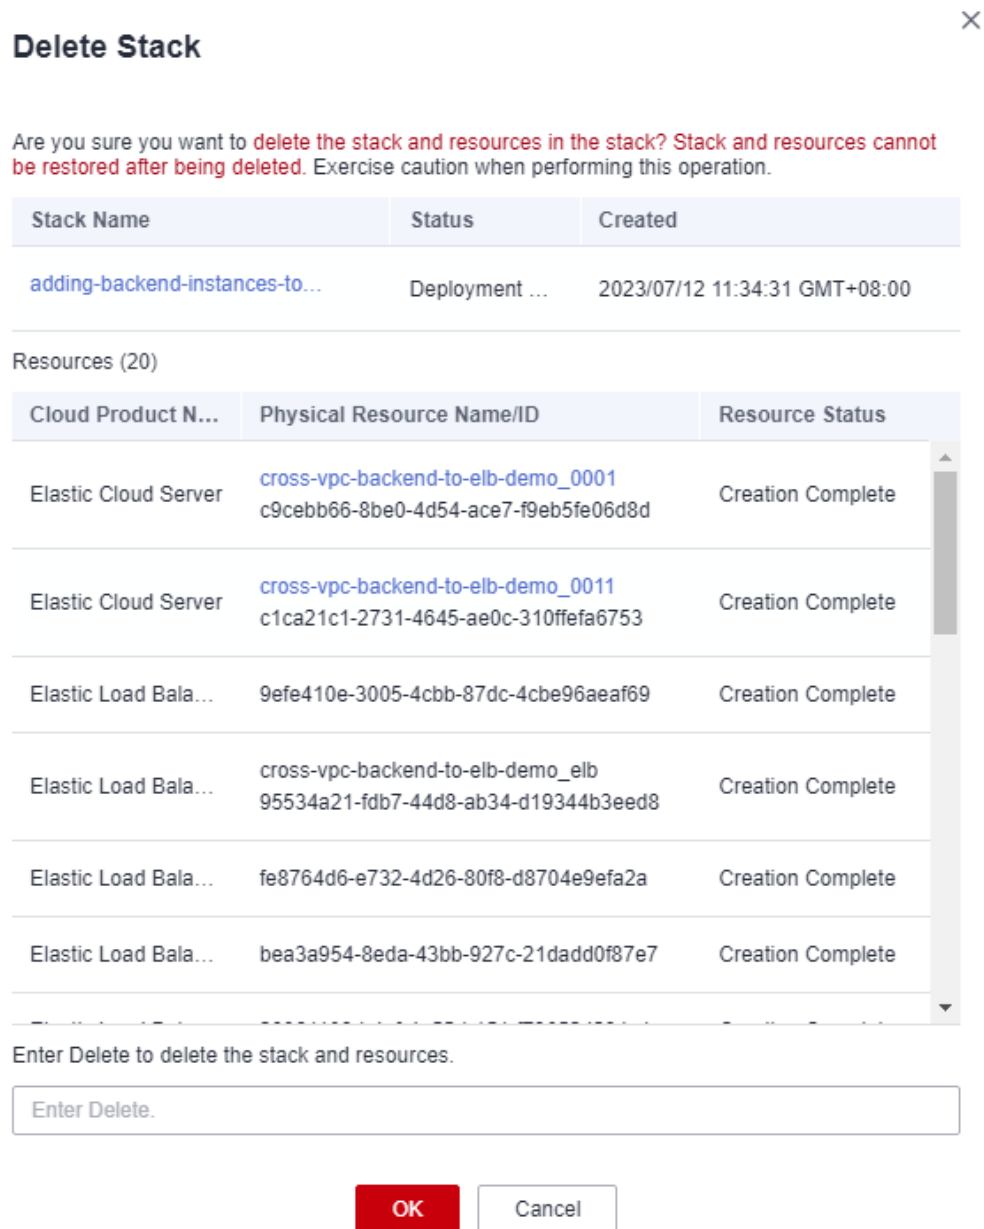 Delete Stack
Are you sure you want to delete the stack and resources in the stack? Stack and resources cannot
be restored after being deleted. Exercise caution when performing this operation.
Stack Name Status Created
adding-backend-instances-to... Deployment ... 2023/07/12 11:34:31 GMT+08:00
Resources (20)
Cloud Product N... Physical Resource Name/ID Resource Status
Elastic Cloud Server cross-vpc-backend-to-elb-demo_0001 Creation Complete
c9cebb66-8be0-4d54-ace7-f9eb5fe06d8d
Elastic Cloud Server cross-vpc-backend-to-elb-demo_0011 Creation Complete
c1ca21c1-2731-4645-ae0c-310ffefa6753
Elastic Load Bala... 9efe410e-3005-4cbb-87dc-4cbe96aeaf69 Creation Complete
Elastic Load Bala... cross-vpc-backend-to-elb-demo_elb Creation Complete
95534a21-fdb7-44d8-ab34-d19344b3eed8
Elastic Load Bala... fe8764d6-e732-4d26-80f8-d8704e9efa2a Creation Complete
Elastic Load Bala... bea3a954-8eda-43bb-927c-21dadd0f87e7 Creation Complete
Enter Delete to delete the stack and resources.
Enter Delete.
OK Cancel